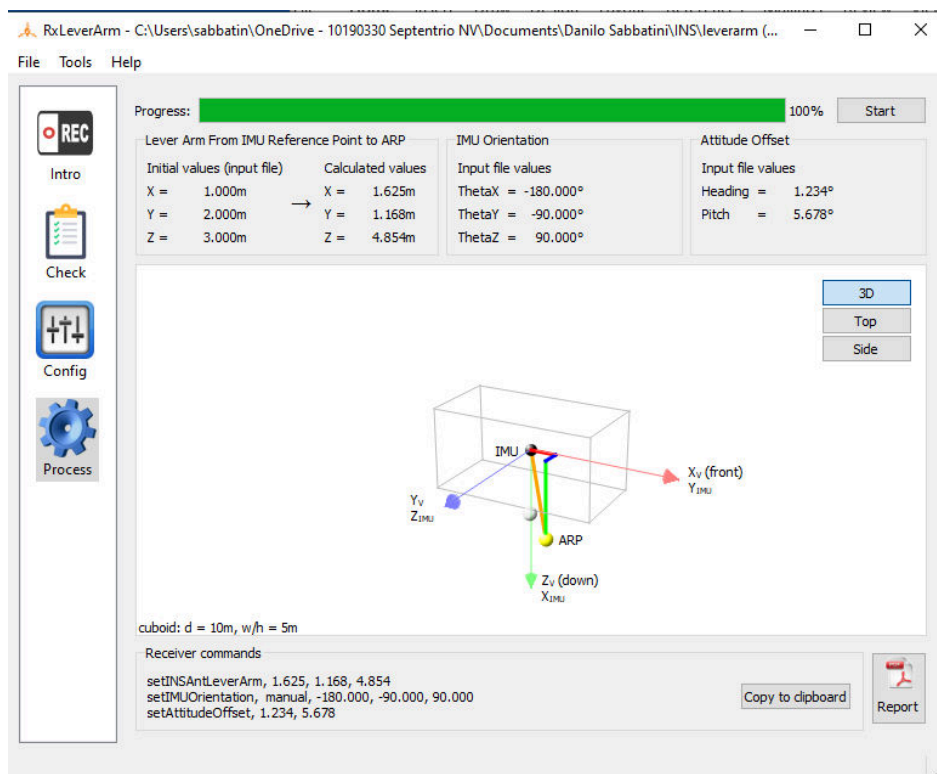 RxLeverArm - C:\Users\sabbatin\OneDrive - 10190330 Septentrio NV\Documents\Danilo Sabbatini\INS\leverarm (...
File Tools Help
REC
Intro
Check
Config
Process
Progress: 100% Start
Lever Arm From IMU Reference Point to ARP
Initial values (input file) Calculated values
X = 1.000m → X = 1.625m
Y = 2.000m Y = 1.168m
Z = 3.000m Z = 4.854m
IMU Orientation
Input file values
ThetaX = -180.000°
ThetaY = -90.000°
ThetaZ = 90.000°
Attitude Offset
Input file values
Heading = 1.234°
Pitch = 5.678°
3D
Top
Side
IMU
Xv (front)
YIMU
Yv
ZIMU
ARP
Zv (down)
XIMU
cuboid: d = 10m, w/h = 5m
Receiver commands
setINSAntLeverArm, 1.625, 1.168, 4.854
setIMUOrientation, manual, -180.000, -90.000, 90.000
setAttitudeOffset, 1.234, 5.678
Copy to clipboard
Report